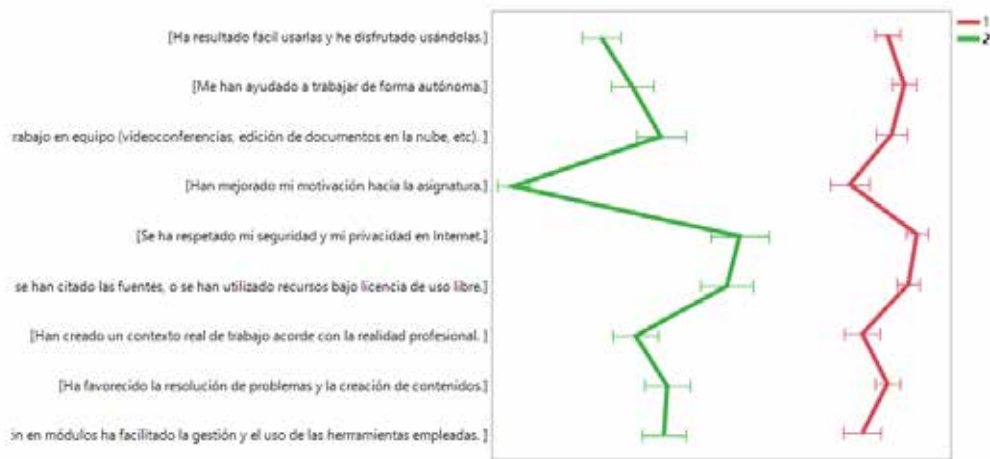 [Ha resultado fácil usarlas y he disfrutado usándolas.]
1
2
[Me han ayudado a trabajar de forma autónoma.]
rabajo en equipo (videoconferencias, edición de documentos en la nube, etc). ]
[Han mejorado mi motivación hacia la asignatura.]
[Se ha respetado mi seguridad y mi privacidad en Internet.]
se han citado las fuentes, o se han utilizado recursos bajo licencia de uso libre.]
[Han creado un contexto real de trabajo acorde con la realidad profesional. ]
[Ha favorecido la resolución de problemas y la creación de contenidos.]
ón en módulos ha facilitado la gestión y el uso de las herrramientas empleadas. ]